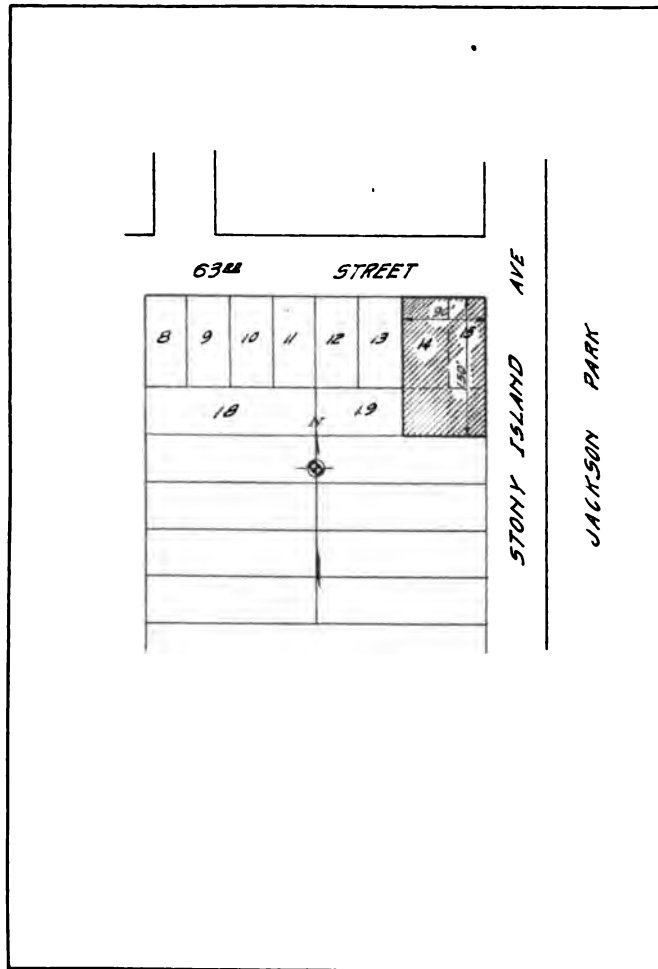 63RD STREET
8 9 10 11 12 13 14 15
90'
150'
18 19
N
STONY ISLAND AVE
JACKSON PARK